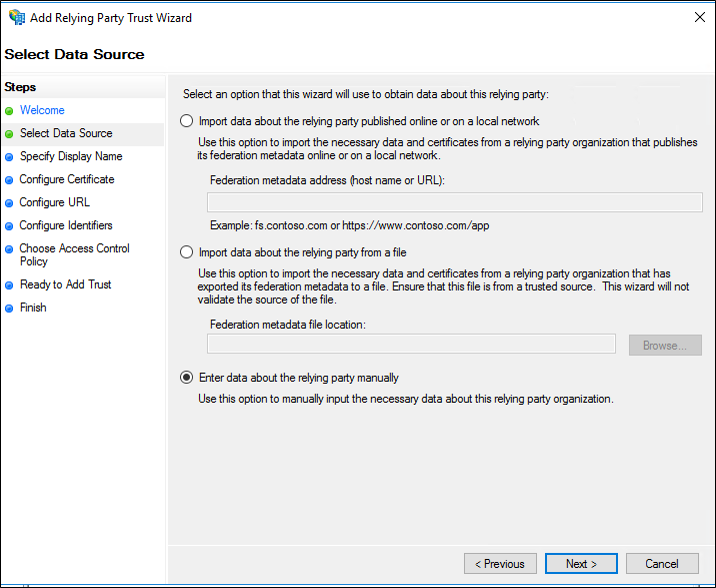 Add Relying Party Trust Wizard
Select Data Source
Steps
Welcome
Select Data Source
Specify Display Name
Configure Certificate
Configure URL
Configure Identifiers
Choose Access Control
Policy
Ready to Add Trust
Finish
Select an option that this wizard will use to obtain data about this relying party:
Import data about the relying party published online or on a local network
Use this option to import the necessary data and certificates from a relying party organization that publishes
its federation metadata online or on a local network.
Federation metadata address (host name or URL):
Example: fs.contoso.com or https://www.contoso.com/app
Import data about the relying party from a file
Use this option to import the necessary data and certificates from a relying party organization that has
exported its federation metadata to a file. Ensure that this file is from a trusted source.  This wizard will not
validate the source of the file.
Federation metadata file location:
Browse...
Enter data about the relying party manually
Use this option to manually input the necessary data about this relying party organization.
< Previous
Next >
Cancel